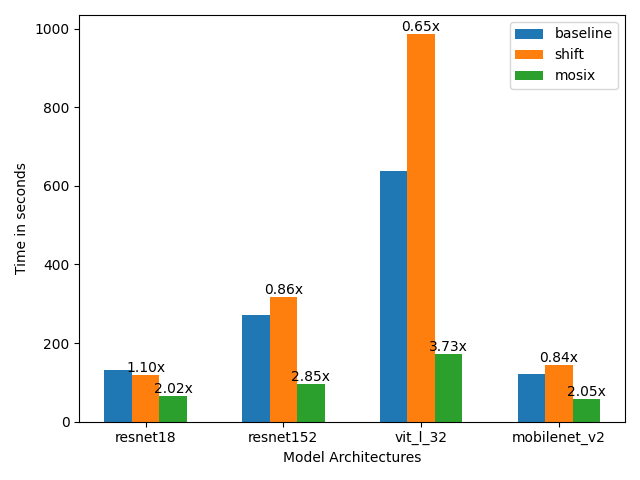 0.65x
baseline
shift
mosix
1000
800
600
400
200
0
Time in seconds
3.73x
0.86x
2.85x
1.10x
2.02x
0.84x
2.05x
resnet18
resnet152
vit_l_32
mobilenet_v2
Model Architectures